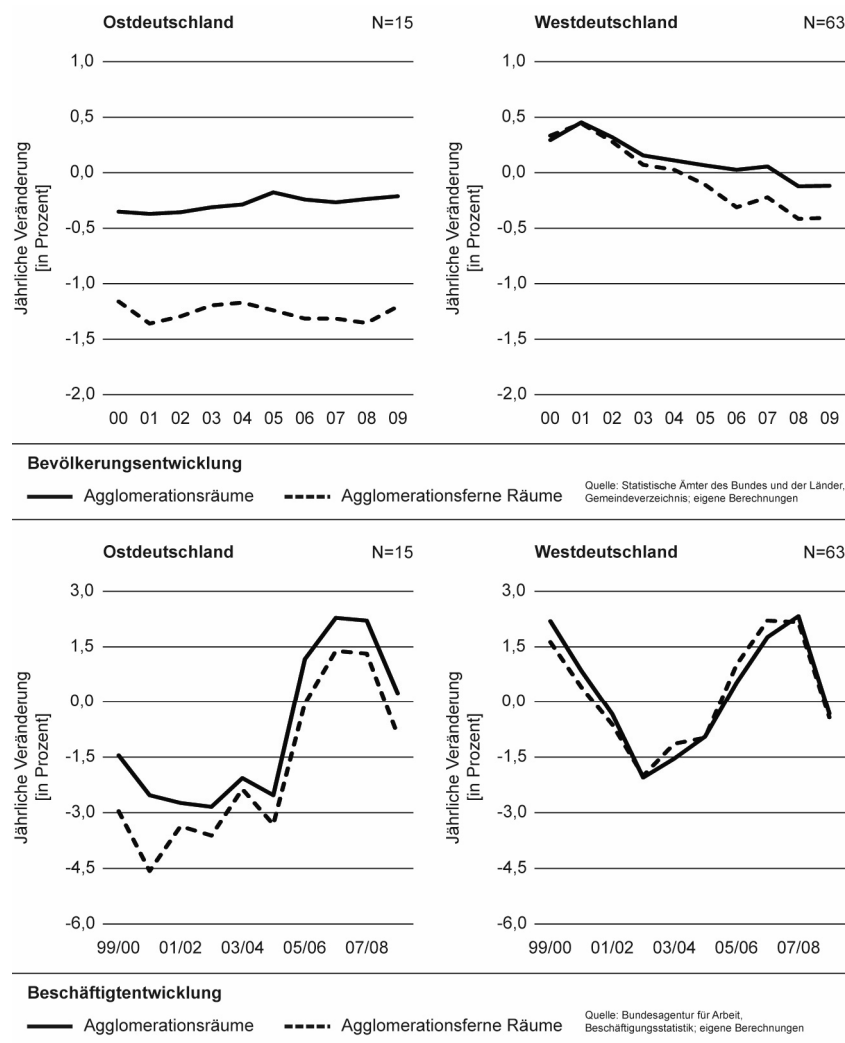 Ostdeutschland N=15
Jährliche Veränderung
[in Prozent]
1,0
0,5
0,0
-0,5
-1,0
-1,5
-2,0
00 01 02 03 04 05 06 07 08 09
Westdeutschland N=63
Jährliche Veränderung
[in Prozent]
1,0
0,5
0,0
-0,5
-1,0
-1,5
-2,0
00 01 02 03 04 05 06 07 08 09
Bevölkerungsentwicklung
Agglomerationsräume Agglomerationsferne Räume
Quelle: Statistische Ämter des Bundes und der Länder,
Gemeindeverzeichnis; eigene Berechnungen
Ostdeutschland N=15
Jährliche Veränderung
[in Prozent]
3,0
1,5
0,0
-1,5
-3,0
-4,5
-6,0
99/00 01/02 03/04 05/06 07/08
Westdeutschland N=63
Jährliche Veränderung
[in Prozent]
3,0
1,5
0,0
-1,5
-3,0
-4,5
-6,0
99/00 01/02 03/04 05/06 07/08
Beschäftigtentwicklung
Agglomerationsräume Agglomerationsferne Räume
Quelle: Bundesagentur für Arbeit,
Beschäftigungsstatistik; eigene Berechnungen